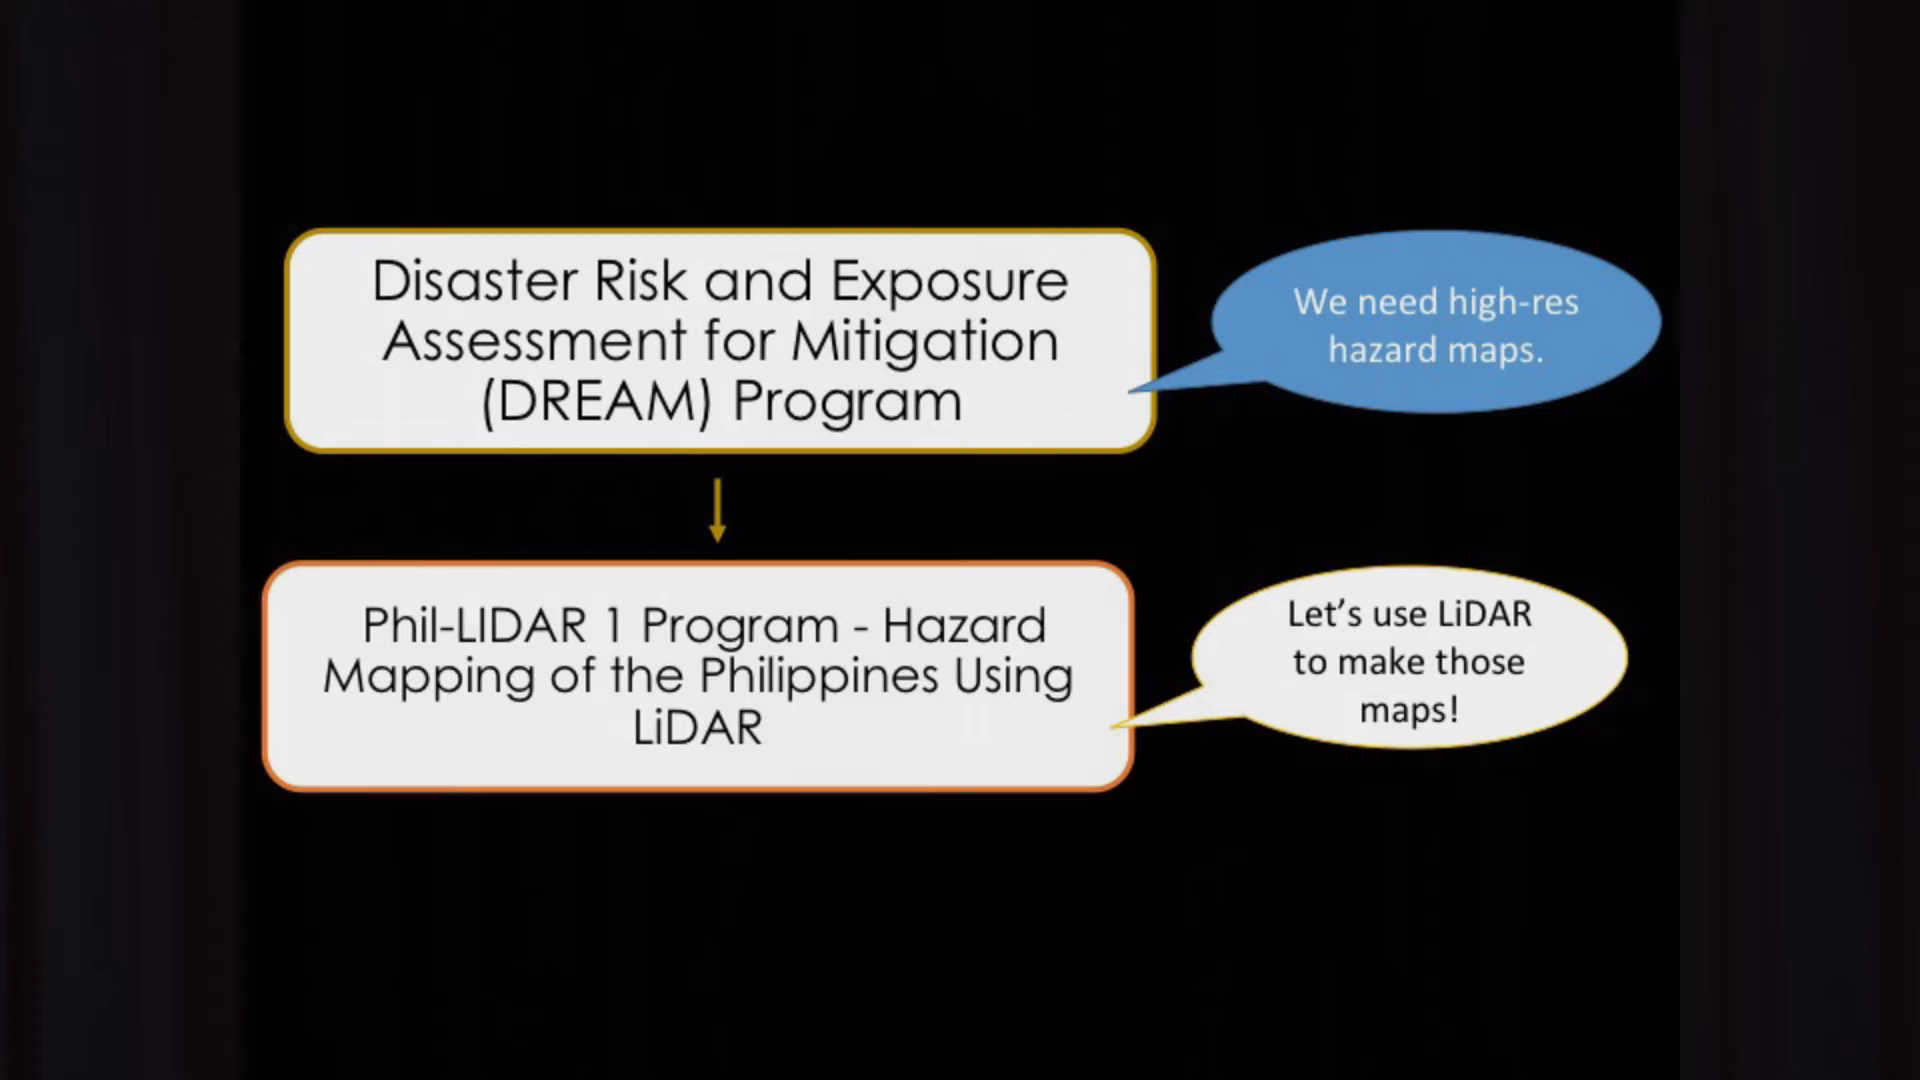 Disaster Risk and Exposure
Assessment for Mitigation
(DREAM) Program
We need high-res
hazard maps.
Phil-LIDAR 1 Program - Hazard
Mapping of the Philippines Using
LiDAR
Let’s use LiDAR
to make those
maps!